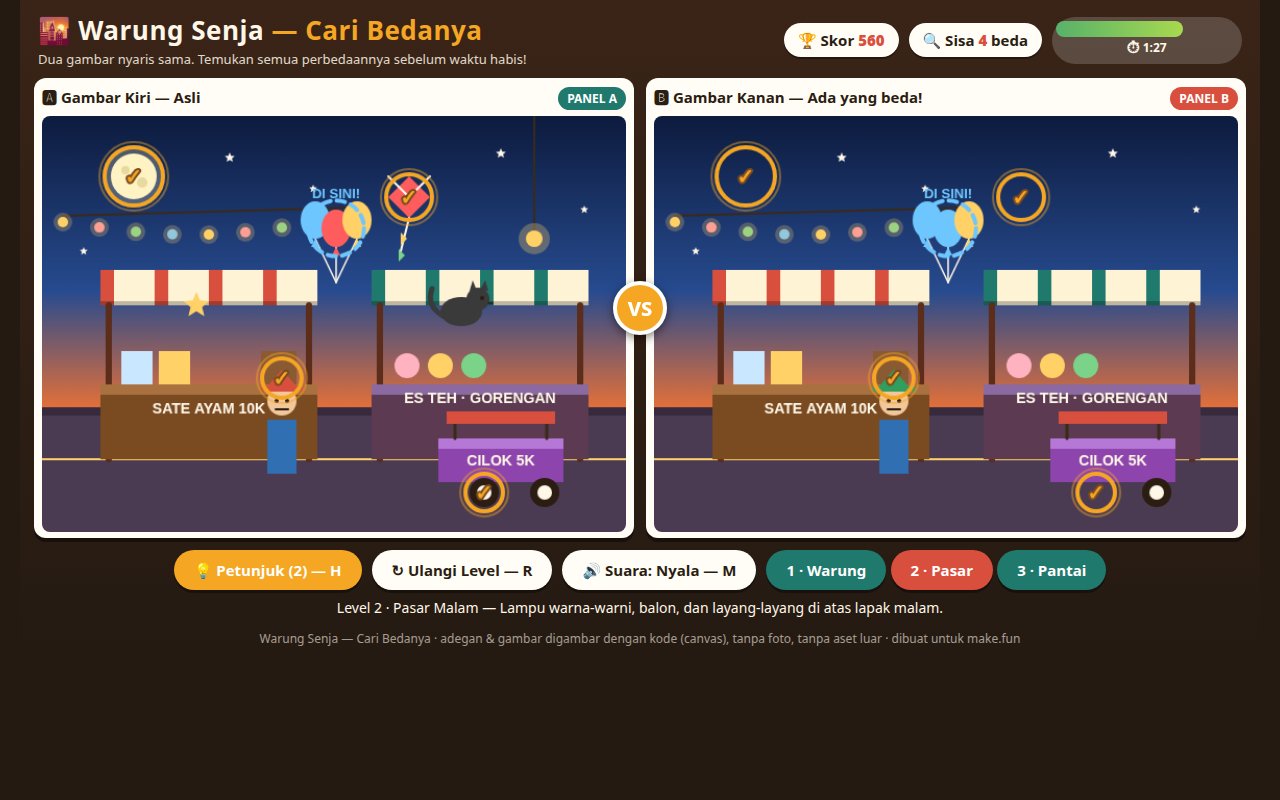 Warung Senja — Cari Bedanya
Dua gambar nyaris sama. Temukan semua perbedaannya sebelum waktu habis!
🏆 Skor 560
🔍 Sisa 4 beda
⏱ 1:27
A Gambar Kiri — Asli
PANEL A
B Gambar Kanan — Ada yang beda!
PANEL B
DI SINI!
SATE AYAM 10K
ES TEH · GORENGAN
CILOK 5K
VS
DI SINI!
SATE AYAM 10K
ES TEH · GORENGAN
CILOK 5K
💡 Petunjuk (2) — H
↻ Ulangi Level — R
🔊 Suara: Nyala — M
1 · Warung
2 · Pasar
3 · Pantai
Level 2 · Pasar Malam — Lampu warna-warni, balon, dan layang-layang di atas lapak malam.
Warung Senja — Cari Bedanya · adegan & gambar digambar dengan kode (canvas), tanpa foto, tanpa aset luar · dibuat untuk make.fun